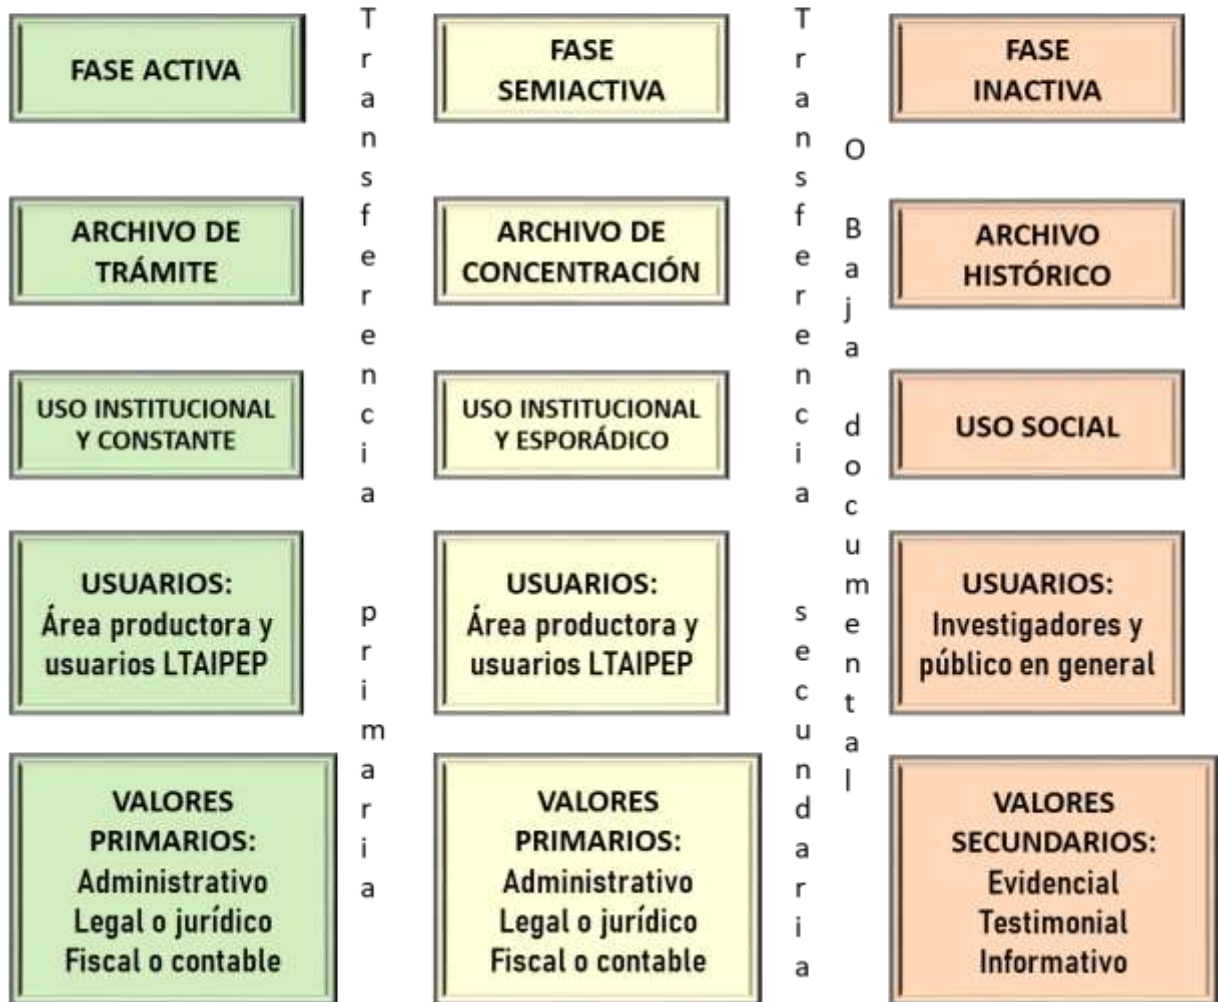 FASE ACTIVA
ARCHIVO DE
TRÁMITE
USO INSTITUCIONAL
Y CONSTANTE
USUARIOS:
Área productora y
usuarios LTAIPEP
VALORES
PRIMARIOS:
Administrativo
Legal o jurídico
Fiscal o contable
Transferencia primaria
FASE
SEMIACTIVA
ARCHIVO DE
CONCENTRACIÓN
USO INSTITUCIONAL
Y ESPORÁDICO
USUARIOS:
Área productora y
usuarios LTAIPEP
VALORES
PRIMARIOS:
Administrativo
Legal o jurídico
Fiscal o contable
Transferencia secundaria
O Baja documental
FASE
INACTIVA
ARCHIVO
HISTÓRICO
USO SOCIAL
USUARIOS:
Investigadores y
público en general
VALORES
SECUNDARIOS:
Evidencial
Testimonial
Informativo